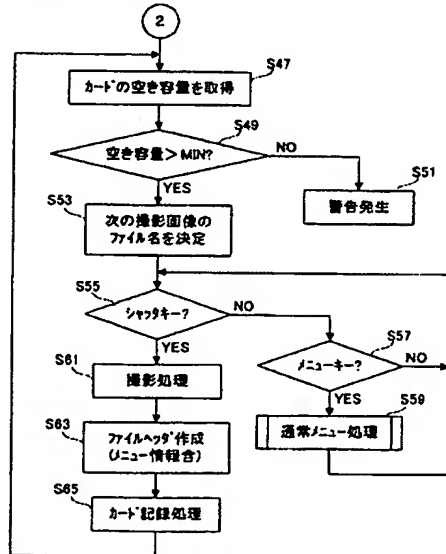 2
S47
カードの空き容量を取得
S49
空き容量>MIN?
NO
YES
S51
警告発生
S53
次の撮影画像の
ファイル名を決定
S55
シャッタキー?
NO
YES
S57
メニューキー?
NO
YES
S61
撮影処理
S59
通常メニュー処理
S63
ファイルヘッダ作成
(メニュー情報含)
S65
カード記録処理